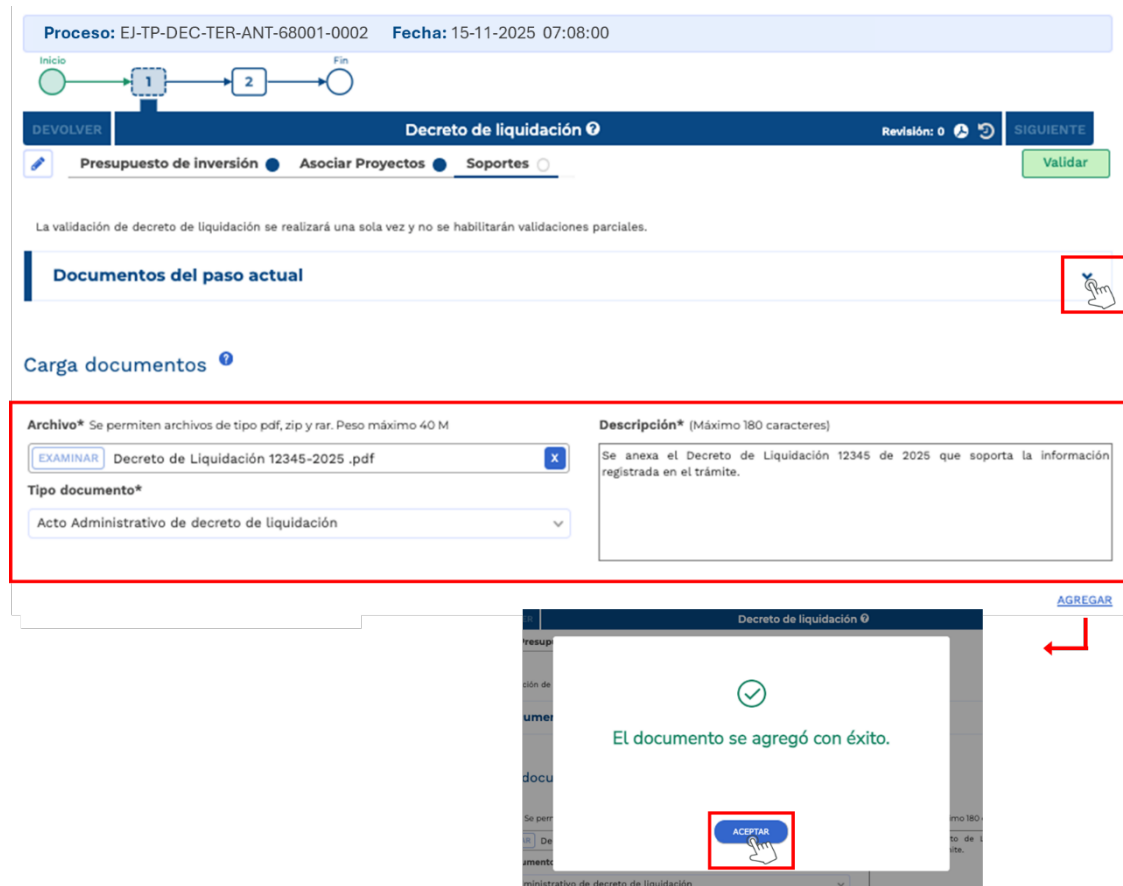 Proceso: EJ-TP-DEC-TER-ANT-68001-0002 Fecha: 15-11-2025 07:08:00
Inicio
Fin
1
2
DEVOLVER
Decreto de liquidación
Revisión: 0
SIGUIENTE
Presupuesto de inversión
Asociar Proyectos
Soportes
Validar
La validación de decreto de liquidación se realizará una sola vez y no se habilitarán validaciones parciales.
Documentos del paso actual
Carga documentos
Archivo* Se permiten archivos de tipo pdf, zip y rar. Peso máximo 40 M
EXAMINAR Decreto de Liquidación 12345-2025 .pdf X
Tipo documento*
Acto Administrativo de decreto de liquidación
Descripción* (Máximo 180 caracteres)
Se anexa el Decreto de Liquidación 12345 de 2025 que soporta la información
registrada en el trámite.
AGREGAR
Decreto de liquidación
El documento se agregó con éxito.
ACEPTAR
de decreto de liquidación